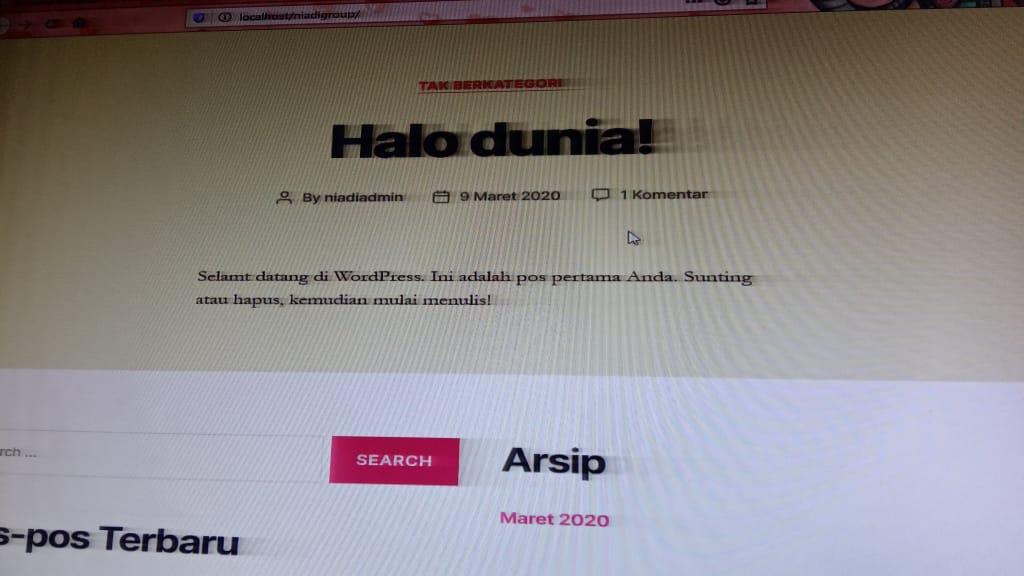 localhost/niadigroup/
TAK BERKATEGORI
Halo dunia!
By niadiadmin 9 Maret 2020 1 Komentar
Selamt datang di WordPress. Ini adalah pos pertama Anda. Sunting
atau hapus, kemudian mulai menulis!
rch ...
SEARCH
Arsip
Maret 2020
s-pos Terbaru